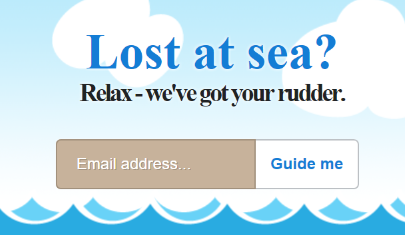 Lost at sea?
Relax - we've got your rudder.
Email address... Guide me